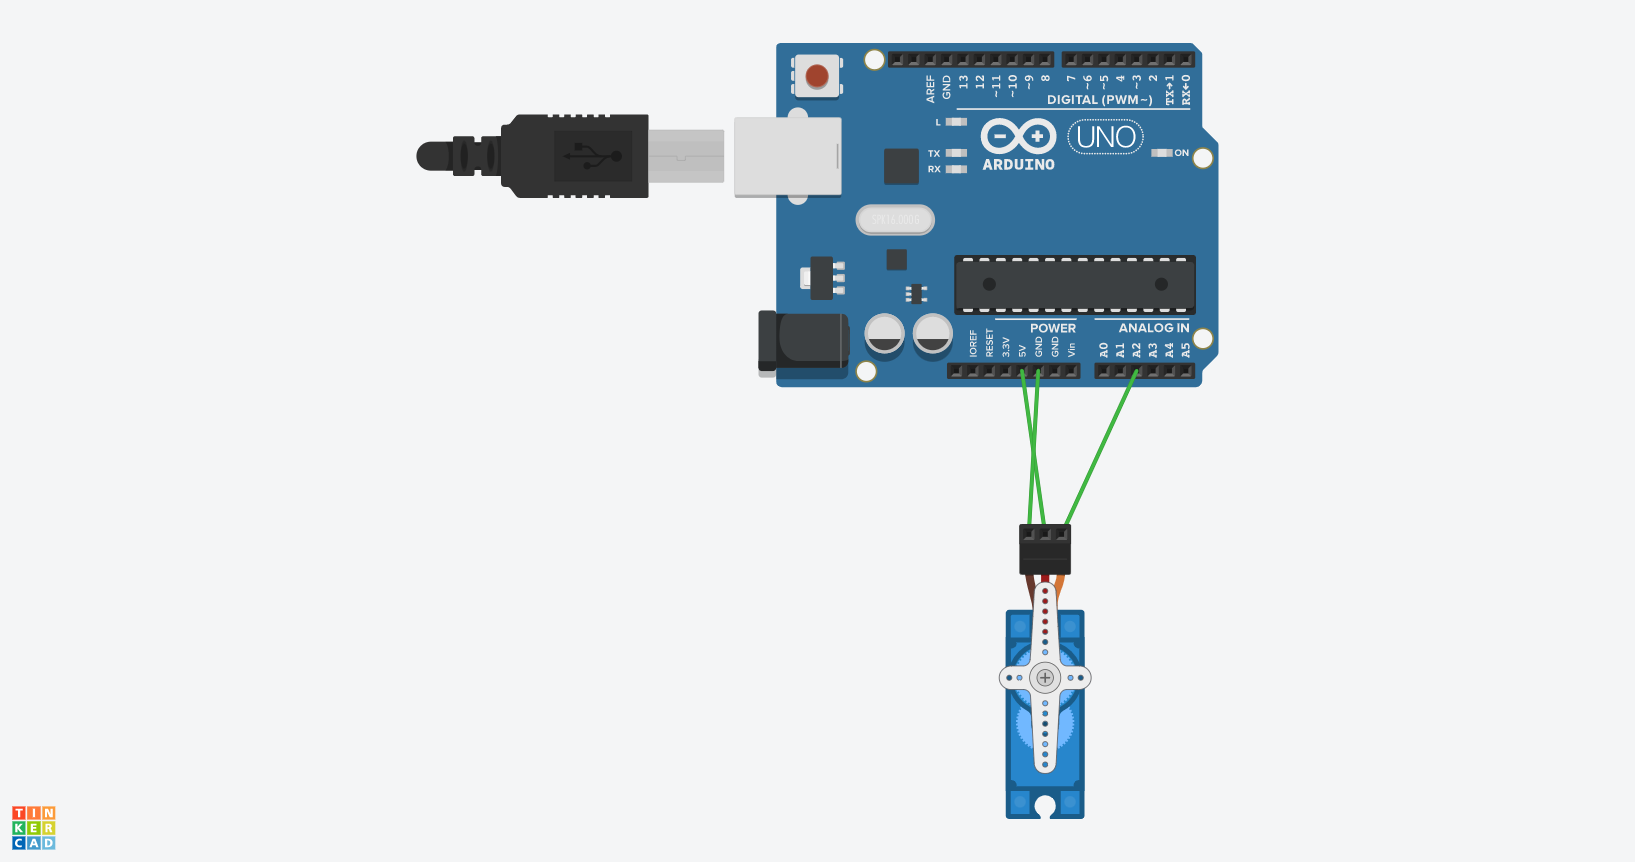 AREF
GND
13
12
~11
~10
~9
8
7
~6
~5
4
~3
2
TX→1
RX←0
DIGITAL (PWM~)
L
TX
RX
UNO
ARDUINO
ON
SPK16.000G
POWER
ANALOG IN
IOREF
RESET
3.3V
5V
GND
GND
Vin
A0
A1
A2
A3
A4
A5
TIN
KER
CAD